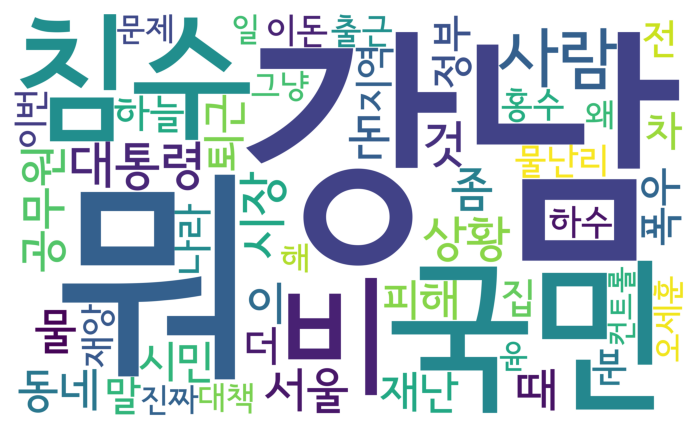 침수
문제
일
이돈
출근
강남
정부
사람
전
이번
하늘
그냥
지역
홍수
왜
차
공무원
대통령
퇴근
것
물난리
뭐
나라
시장
해
좀
상황
하수
폭우
물
재앙
시민
더
이
비
피해
국민
집
컨트롤
오세훈
동네
말
진짜
대책
서울
재난
때